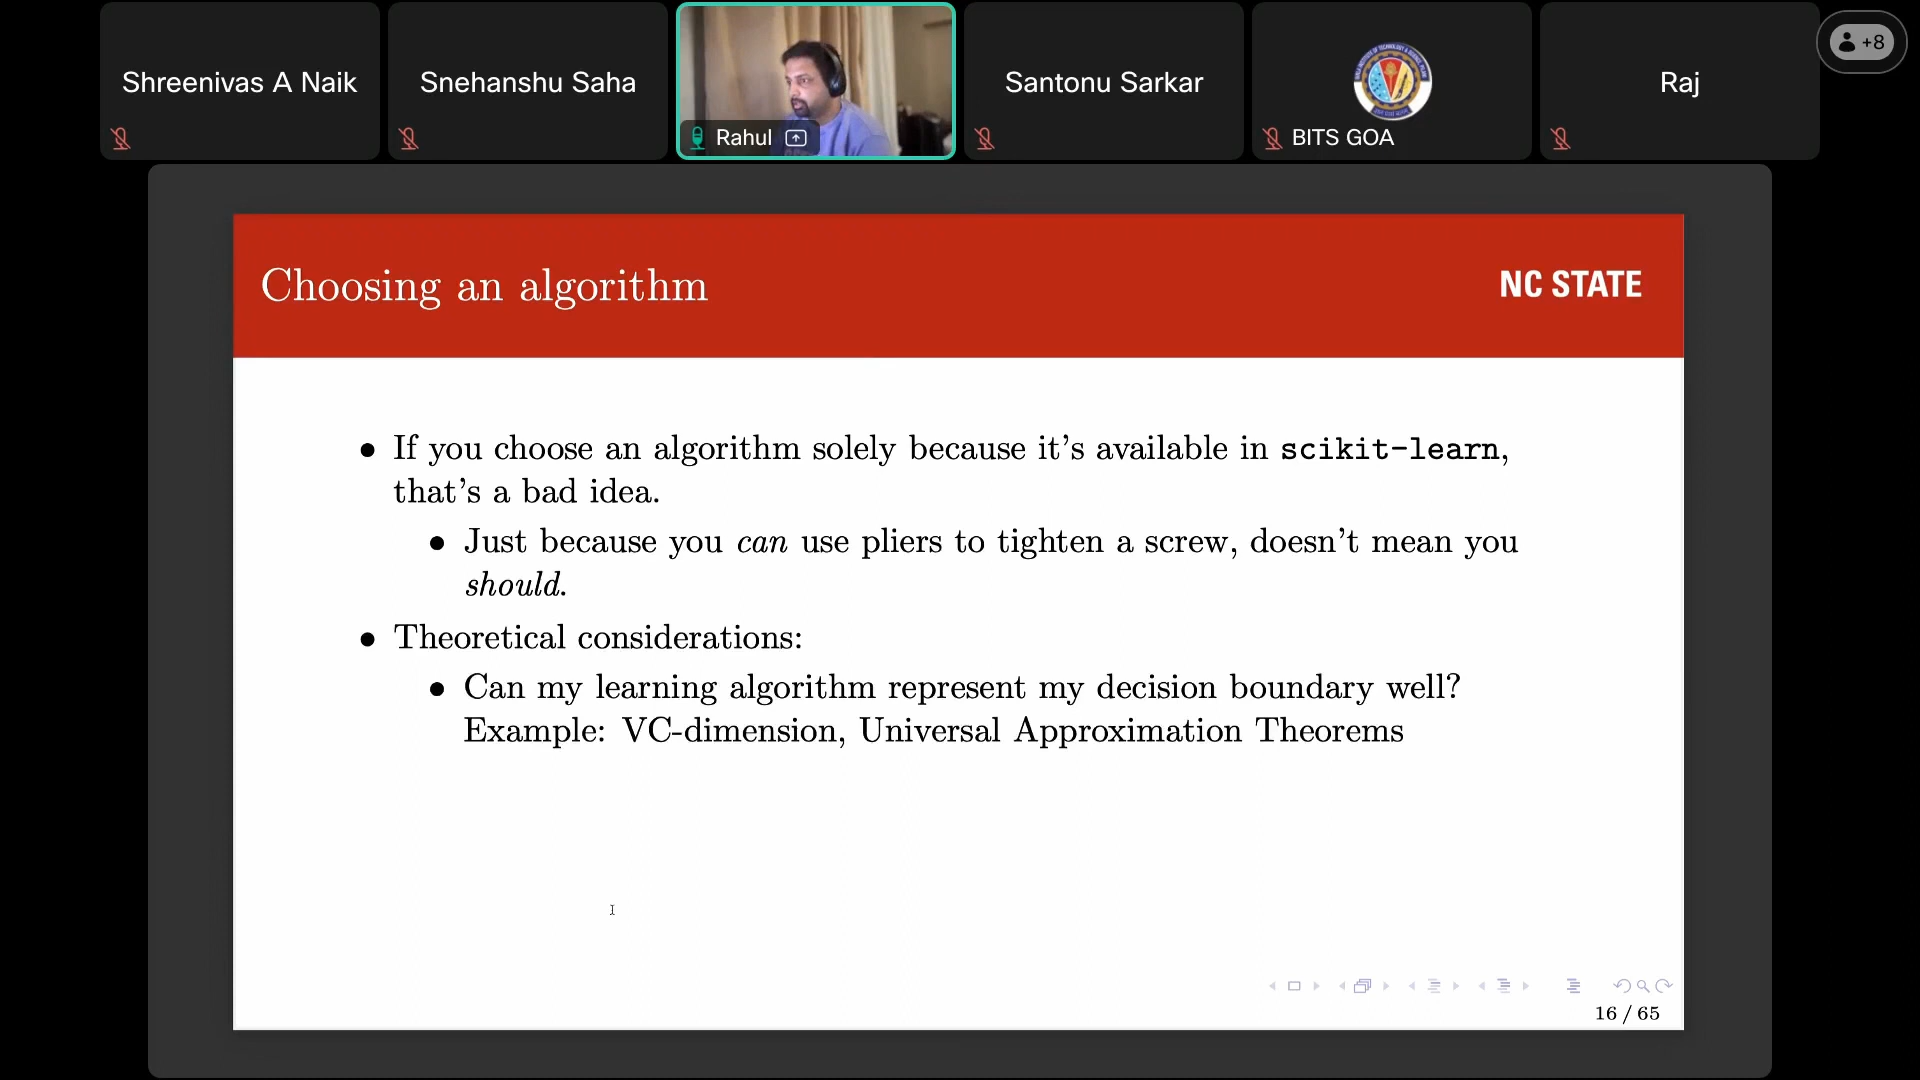 Shreenivas A Naik
Snehanshu Saha
Rahul
Santonu Sarkar
BITS GOA
Raj
+8
Choosing an algorithm
NC STATE
• If you choose an algorithm solely because it's available in scikit-learn,
that's a bad idea.
• Just because you can use pliers to tighten a screw, doesn't mean you
should.
• Theoretical considerations:
• Can my learning algorithm represent my decision boundary well?
Example: VC-dimension, Universal Approximation Theorems
16 / 65